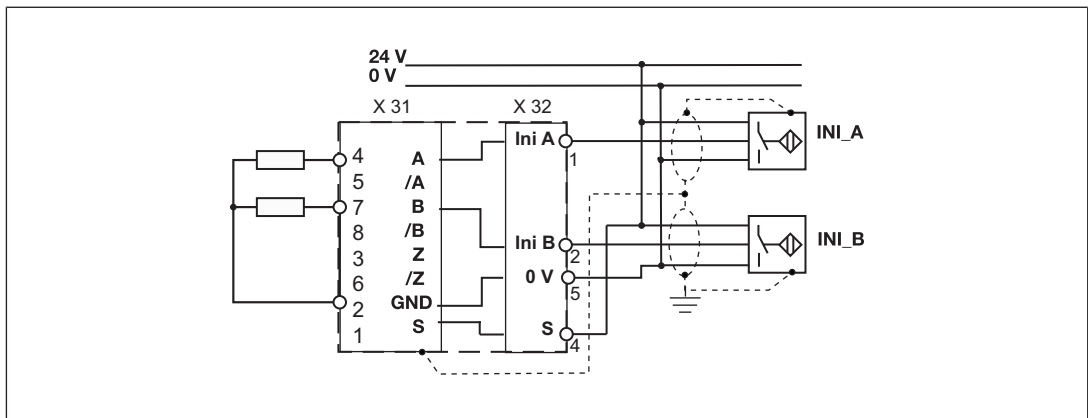 24 V
0 V
X 31
X 32
4 A
5 /A
7 B
8 /B
3 Z
6 /Z
2 GND
1 S
Ini A
1
Ini B
2
0 V
5
S
4
INI_A
INI_B